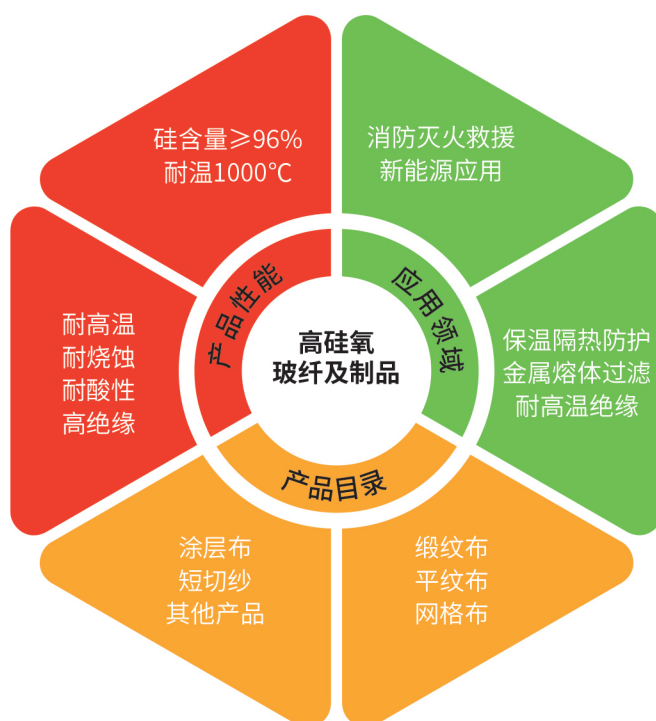 硅含量≥96%
耐温1000℃
消防灭火救援
新能源应用
产品性能
应用领域
耐高温
耐烧蚀
耐酸性
高绝缘
高硅氧
玻纤及制品
保温隔热防护
金属熔体过滤
耐高温绝缘
产品目录
涂层布
短切纱
其他产品
缎纹布
平纹布
网格布